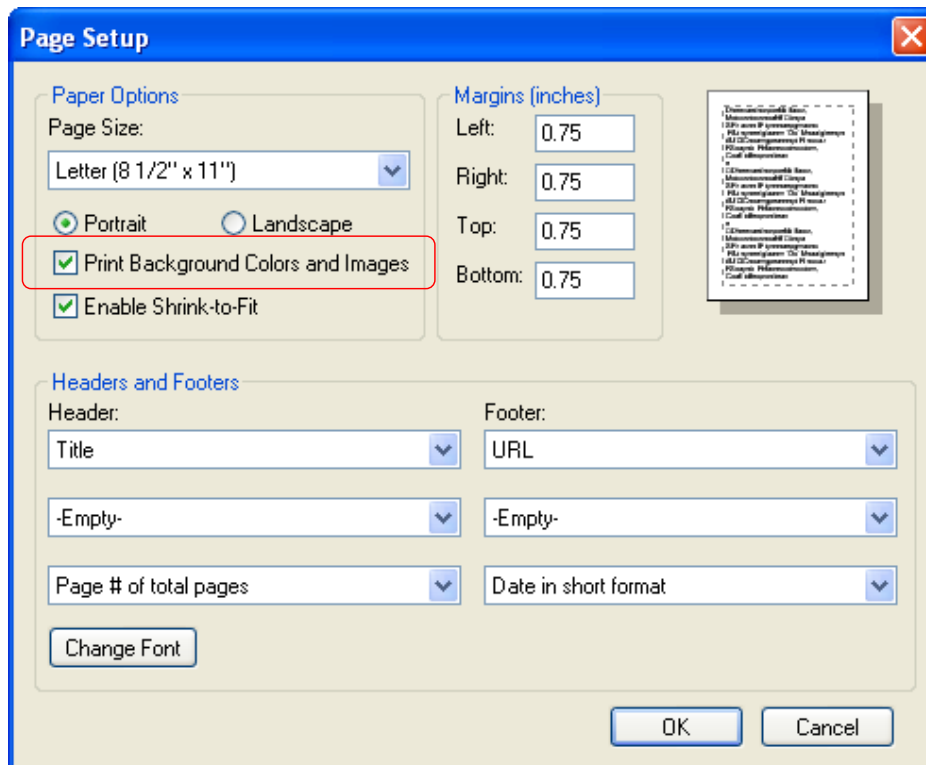 Page Setup
Paper Options
Page Size:
Letter (8 1/2" x 11")
Portrait
Landscape
Print Background Colors and Images
Enable Shrink-to-Fit
Margins (inches)
Left: 0.75
Right: 0.75
Top: 0.75
Bottom: 0.75
Headers and Footers
Header:
Footer:
Title
URL
-Empty-
-Empty-
Page # of total pages
Date in short format
Change Font
OK
Cancel